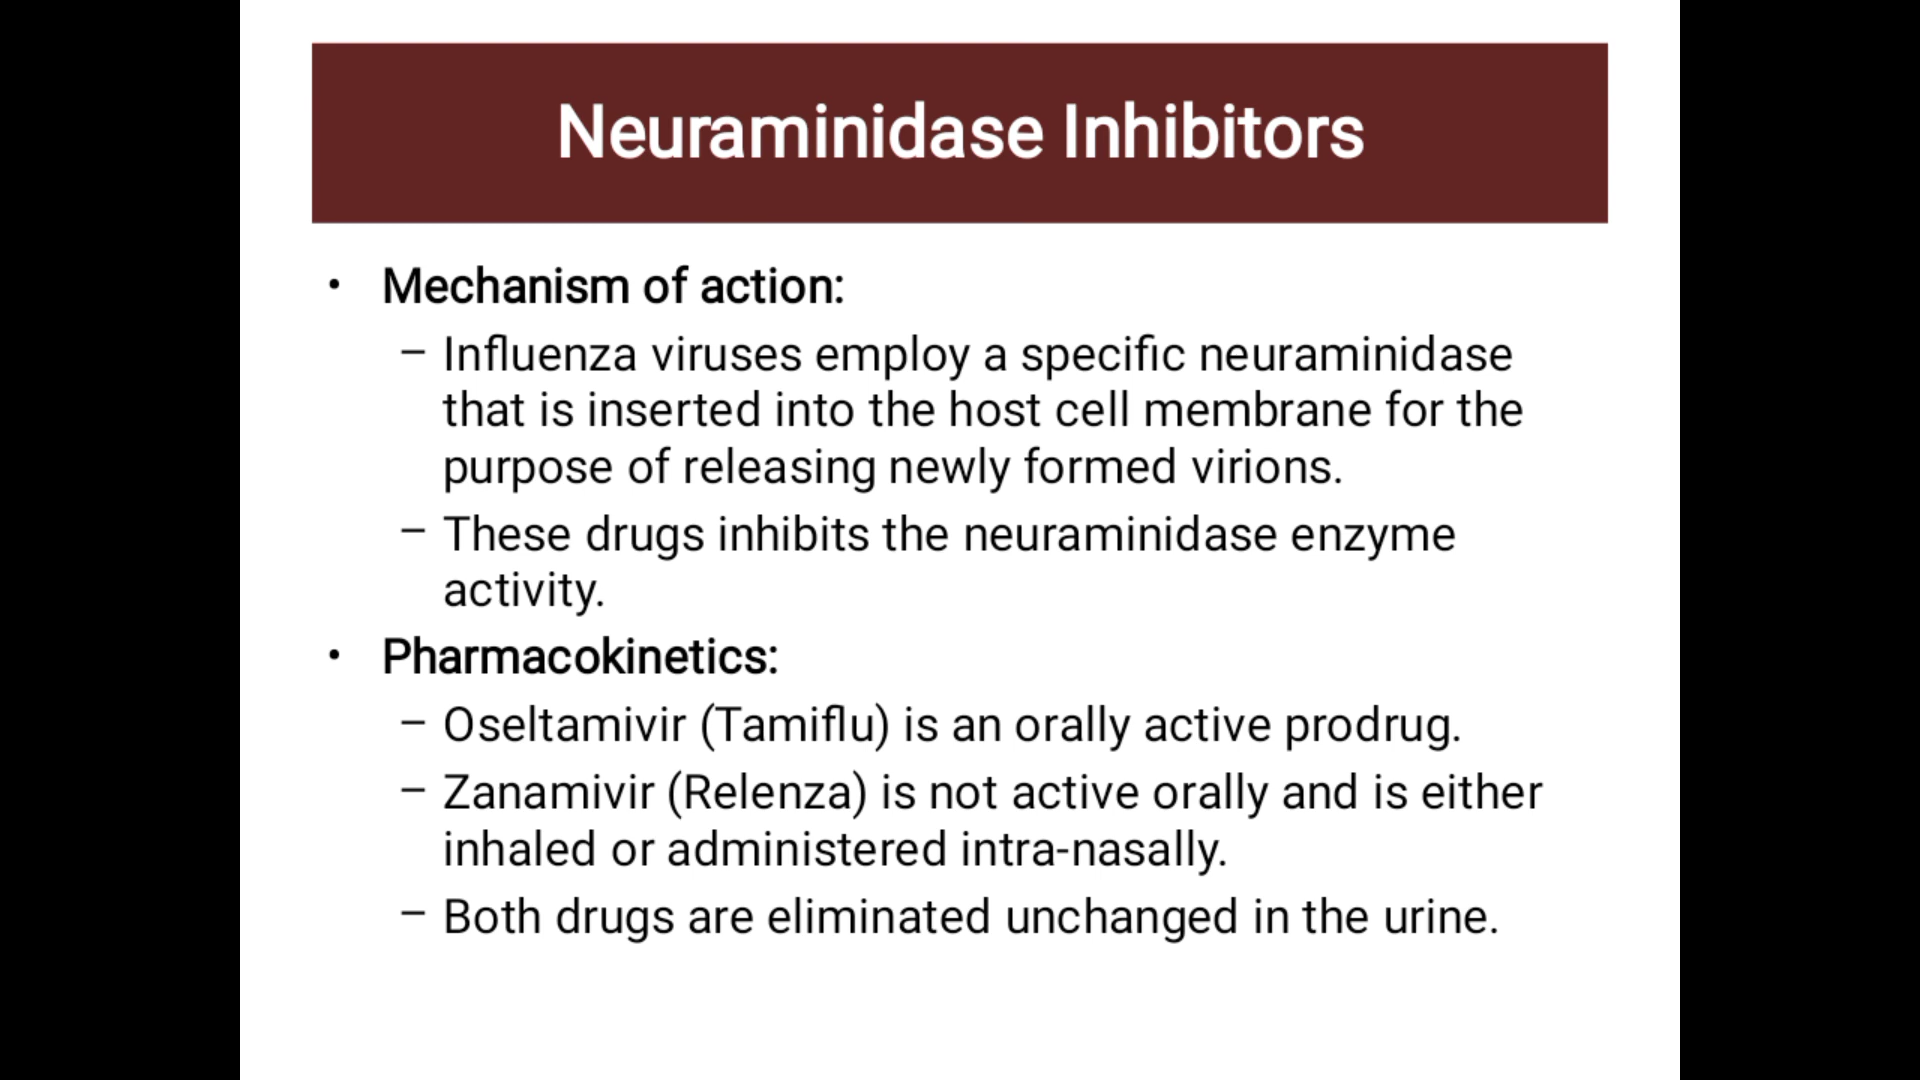 Neuraminidase Inhibitors
• Mechanism of action:
– Influenza viruses employ a specific neuraminidase
that is inserted into the host cell membrane for the
purpose of releasing newly formed virions.
– These drugs inhibits the neuraminidase enzyme
activity.
• Pharmacokinetics:
– Oseltamivir (Tamiflu) is an orally active prodrug.
– Zanamivir (Relenza) is not active orally and is either
inhaled or administered intra-nasally.
– Both drugs are eliminated unchanged in the urine.